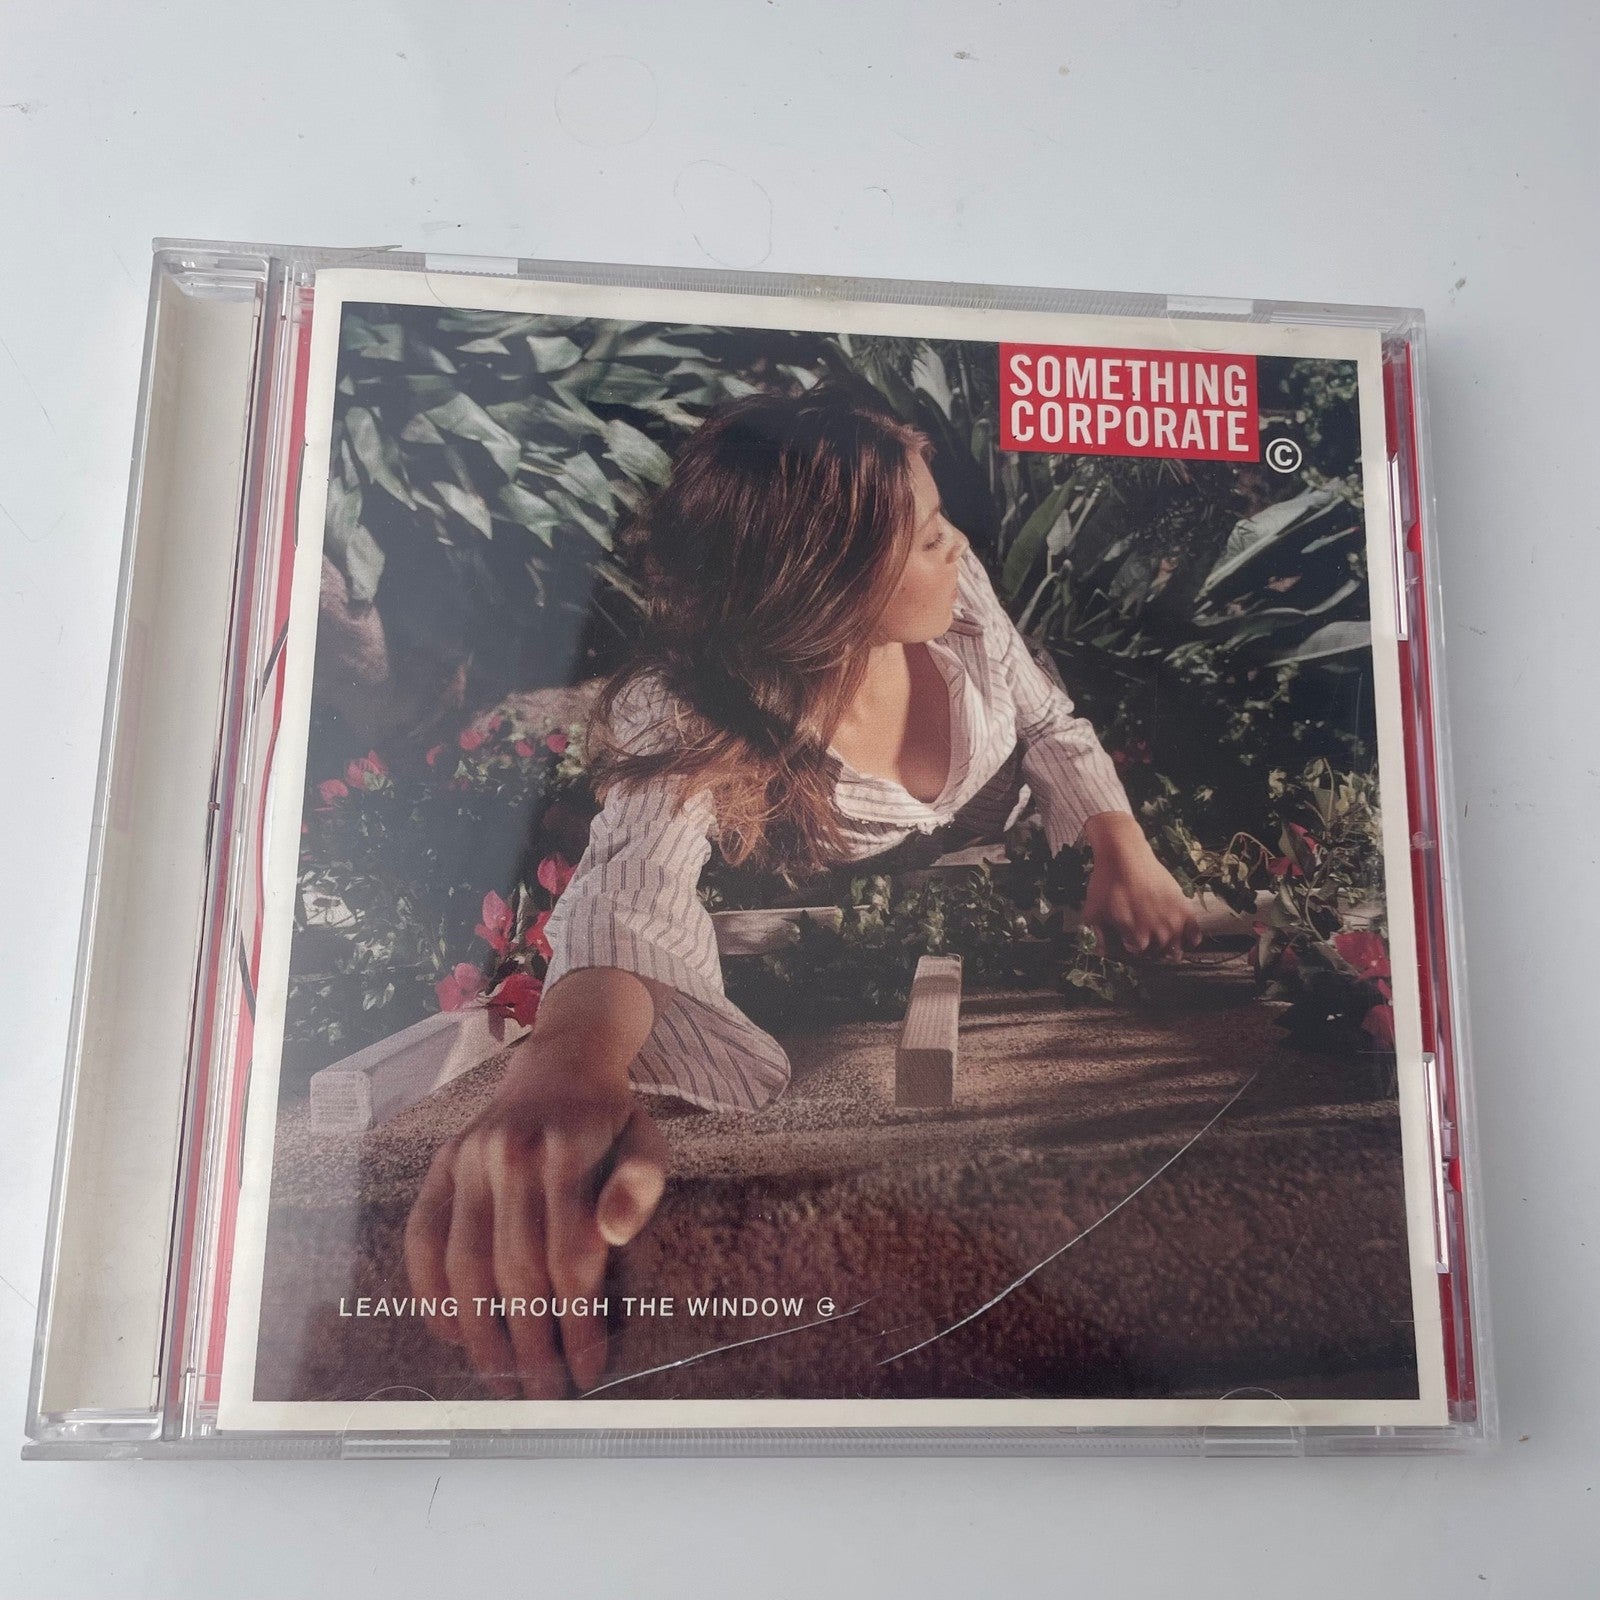 SOMETHING
CORPORATE
©
LEAVING THROUGH THE WINDOW